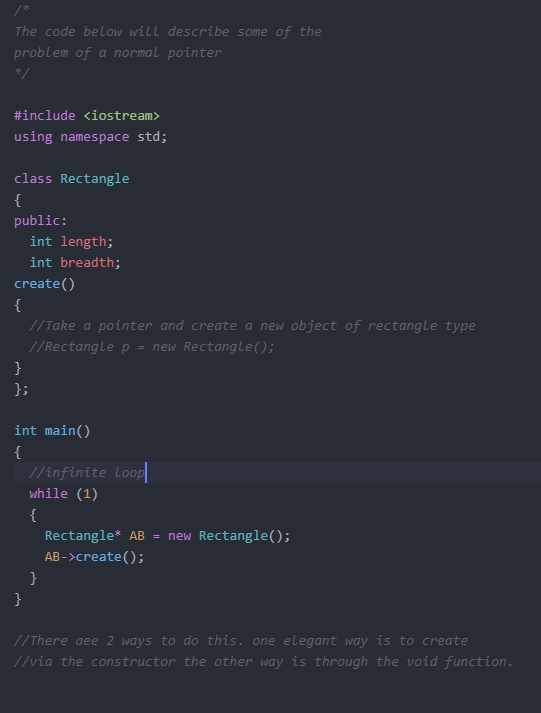 /*
The code below will describe some of the
problem of a normal pointer
*/

#include <iostream>
using namespace std;

class Rectangle
{
public:
  int length;
  int breadth;
create()
{
  //Take a pointer and create a new object of rectangle type
  //Rectangle p = new Rectangle();
}
};

int main()
{
  //infinite loop
  while (1)
  {
    Rectangle* AB = new Rectangle();
    AB->create();
  }
}

//There aee 2 ways to do this. one elegant way is to create
//via the constructor the other way is through the void function.